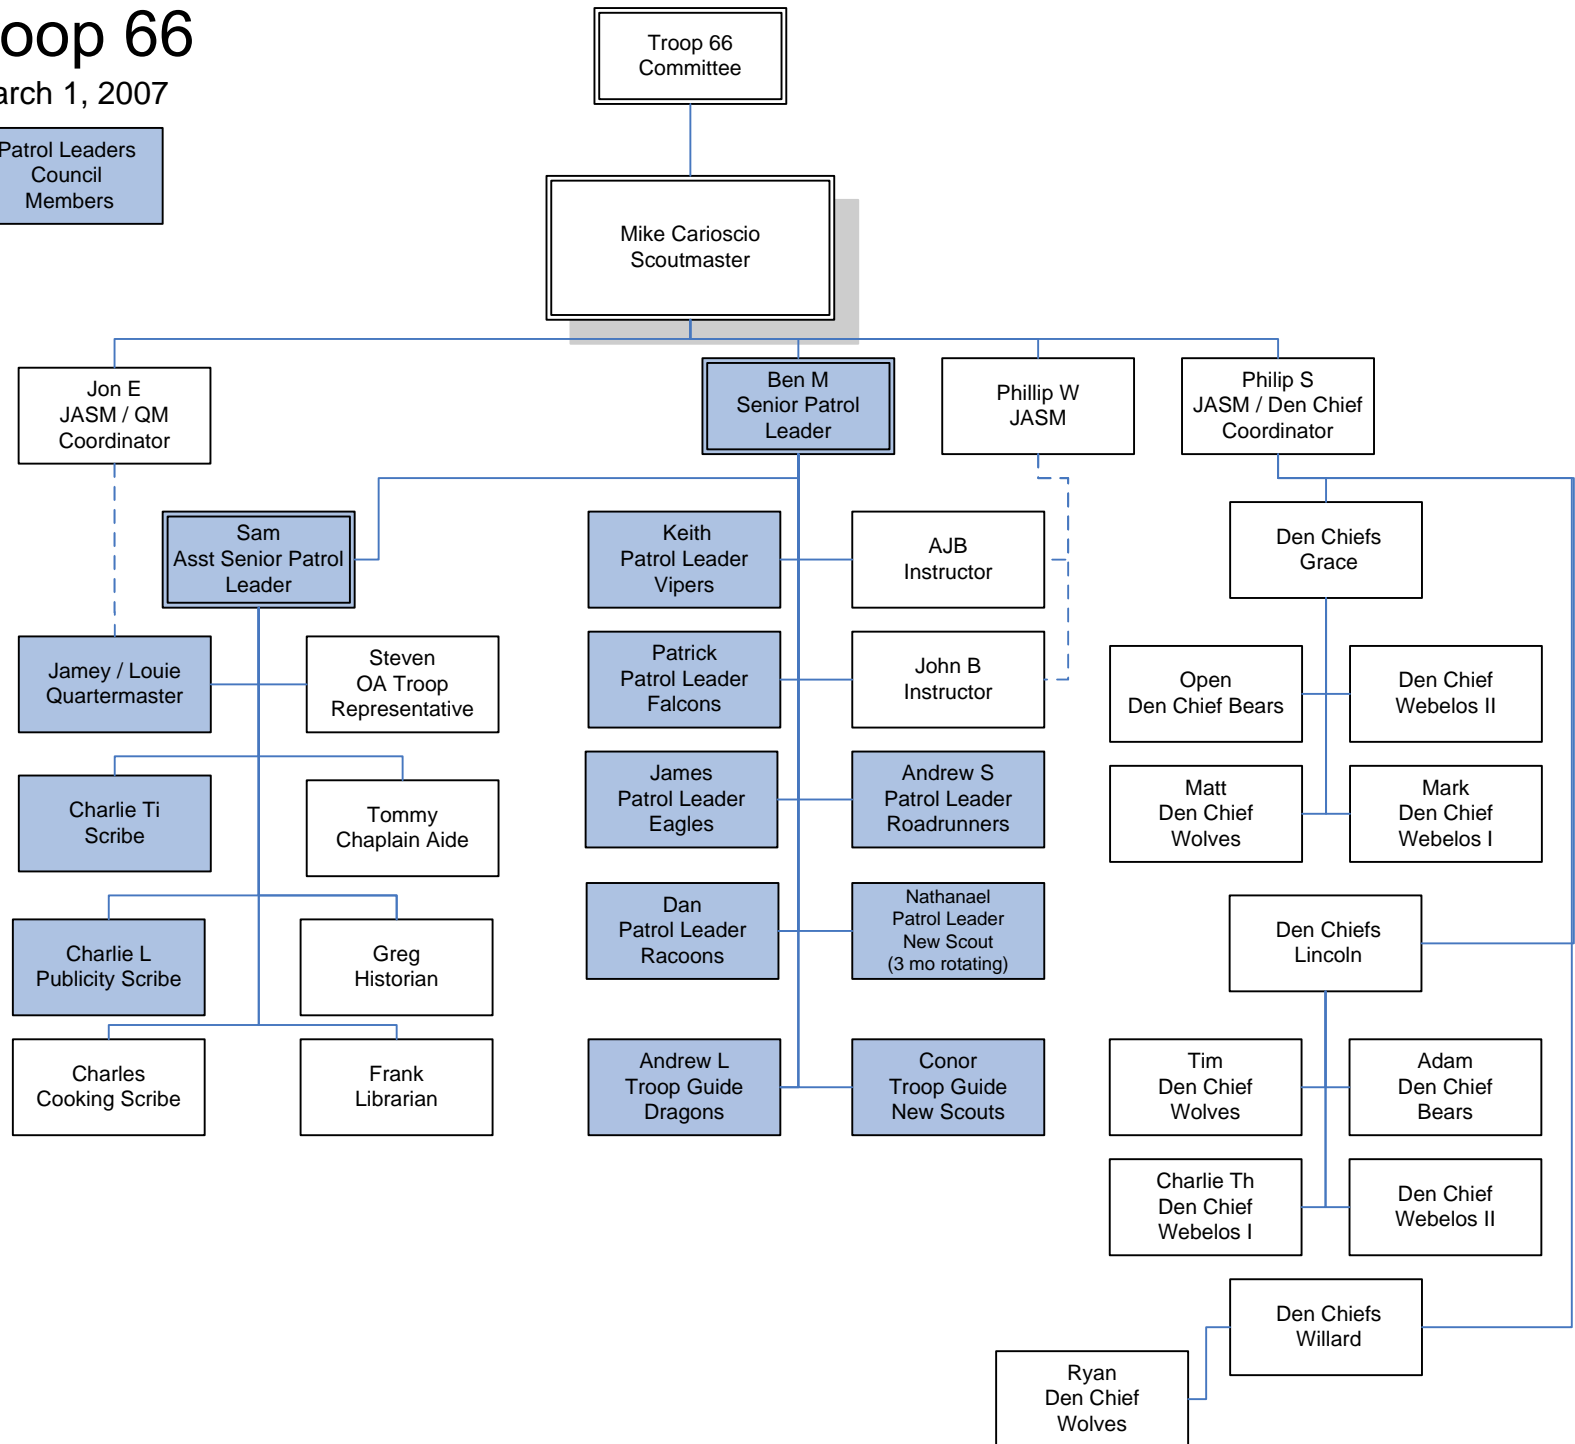 oop 66
arch 1, 2007
Patrol Leaders
Council
Members
Troop 66
Committee
Mike Carioscio
Scoutmaster
Jon E
JASM / QM
Coordinator
Ben M
Senior Patrol
Leader
Phillip W
JASM
Philip S
JASM / Den Chief
Coordinator
Sam
Asst Senior Patrol
Leader
Jamey / Louie
Quartermaster
Steven
OA Troop
Representative
Charlie Ti
Scribe
Tommy
Chaplain Aide
Charlie L
Publicity Scribe
Greg
Historian
Charles
Cooking Scribe
Frank
Librarian
Keith
Patrol Leader
Vipers
AJB
Instructor
Patrick
Patrol Leader
Falcons
John B
Instructor
James
Patrol Leader
Eagles
Andrew S
Patrol Leader
Roadrunners
Dan
Patrol Leader
Racoons
Nathanael
Patrol Leader
New Scout
(3 mo rotating)
Andrew L
Troop Guide
Dragons
Conor
Troop Guide
New Scouts
Den Chiefs
Grace
Open
Den Chief Bears
Den Chief
Webelos II
Matt
Den Chief
Wolves
Mark
Den Chief
Webelos I
Den Chiefs
Lincoln
Tim
Den Chief
Wolves
Adam
Den Chief
Bears
Charlie Th
Den Chief
Webelos I
Den Chief
Webelos II
Den Chiefs
Willard
Ryan
Den Chief
Wolves